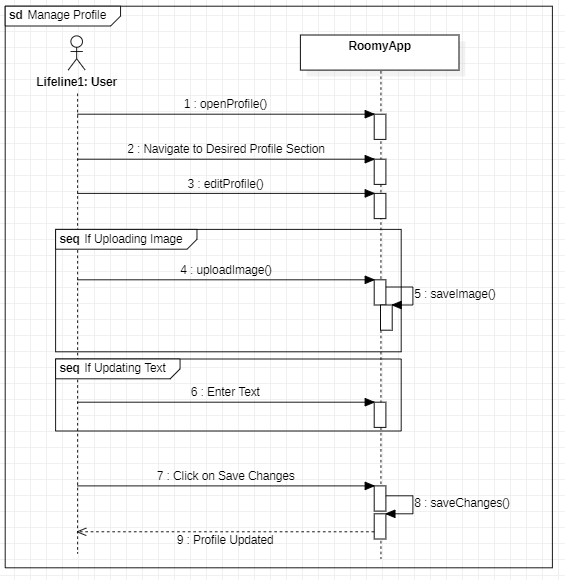 sd Manage Profile
RoomyApp
Lifeline1: User
1 : openProfile()
2 : Navigate to Desired Profile Section
3 : editProfile()
seq If Uploading Image
4 : uploadImage()
5 : saveImage()
seq If Updating Text
6 : Enter Text
7 : Click on Save Changes
8 : saveChanges()
9 : Profile Updated